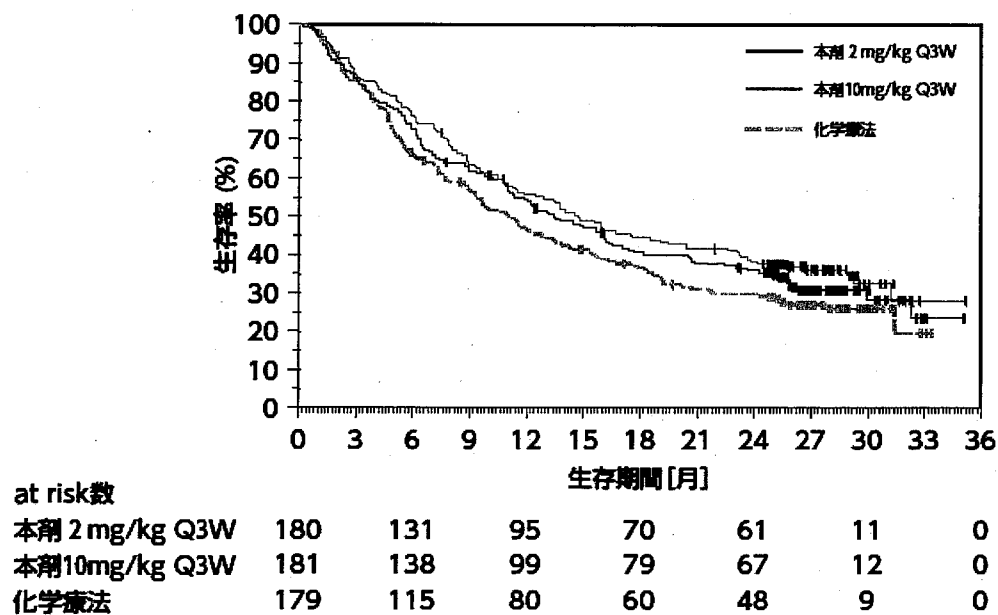 100
90
80
70
60
50
40
30
20
10
0
生存率 (%)
本剤 2 mg/kg Q3W
本剤10mg/kg Q3W
化学療法
0 3 6 9 12 15 18 21 24 27 30 33 36
生存期間 [月]
at risk数
本剤 2 mg/kg Q3W 180 131 95 70 61 11 0
本剤10mg/kg Q3W 181 138 99 79 67 12 0
化学療法 179 115 80 60 48 9 0